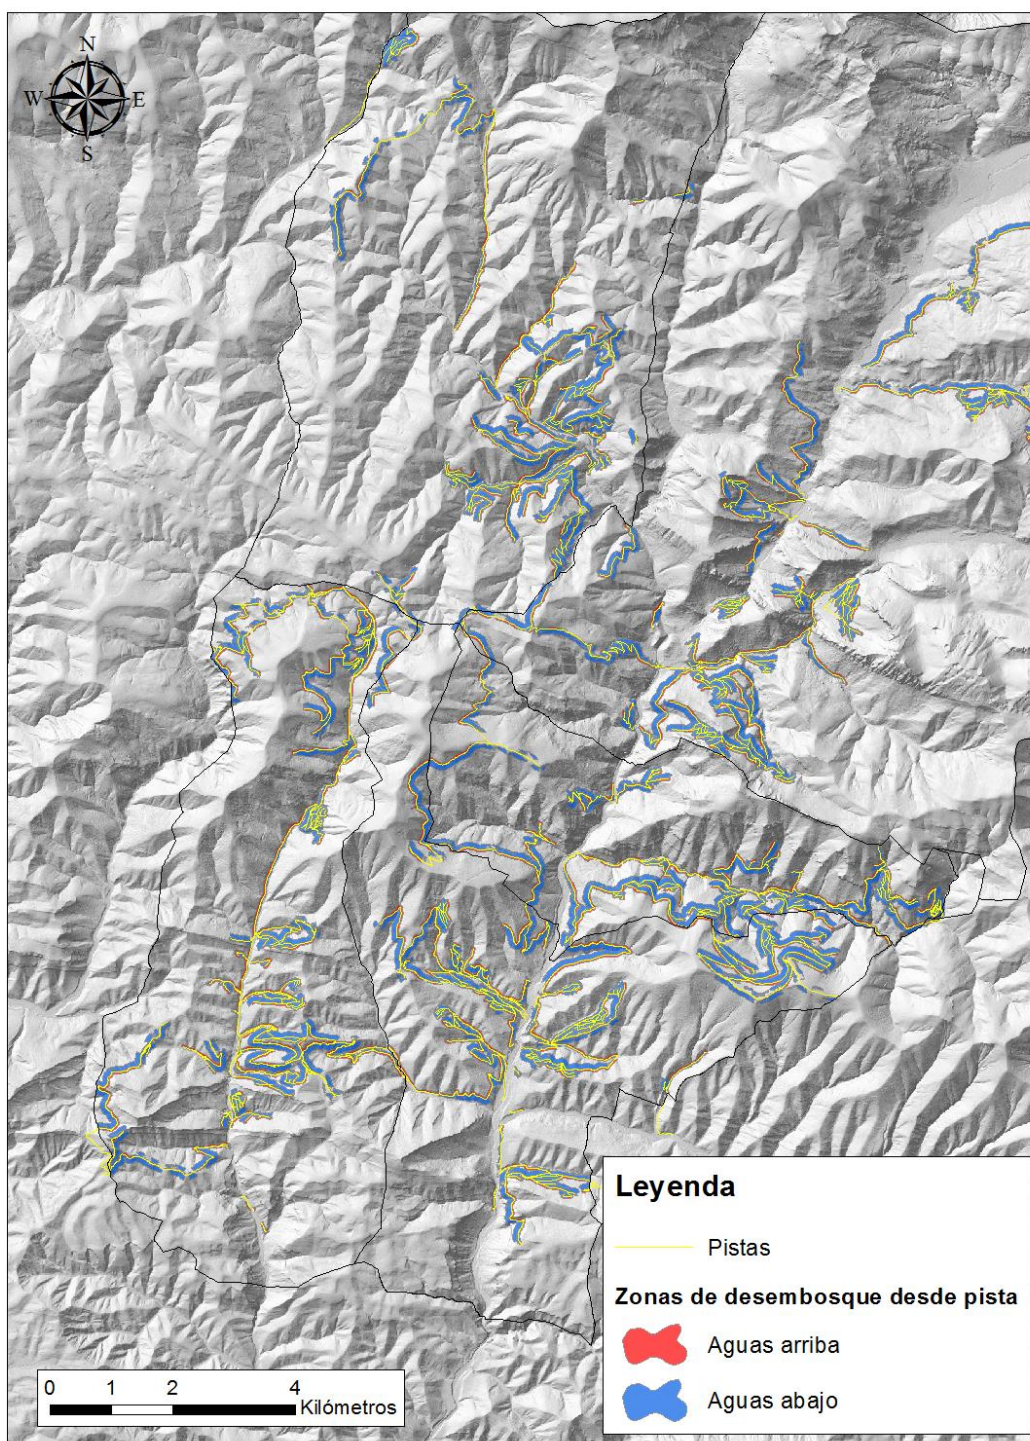 N
W E
S
Leyenda
Pistas
Zonas de desembosque desde pista
Aguas arriba
Aguas abajo
0 1 2 4
Kilómetros